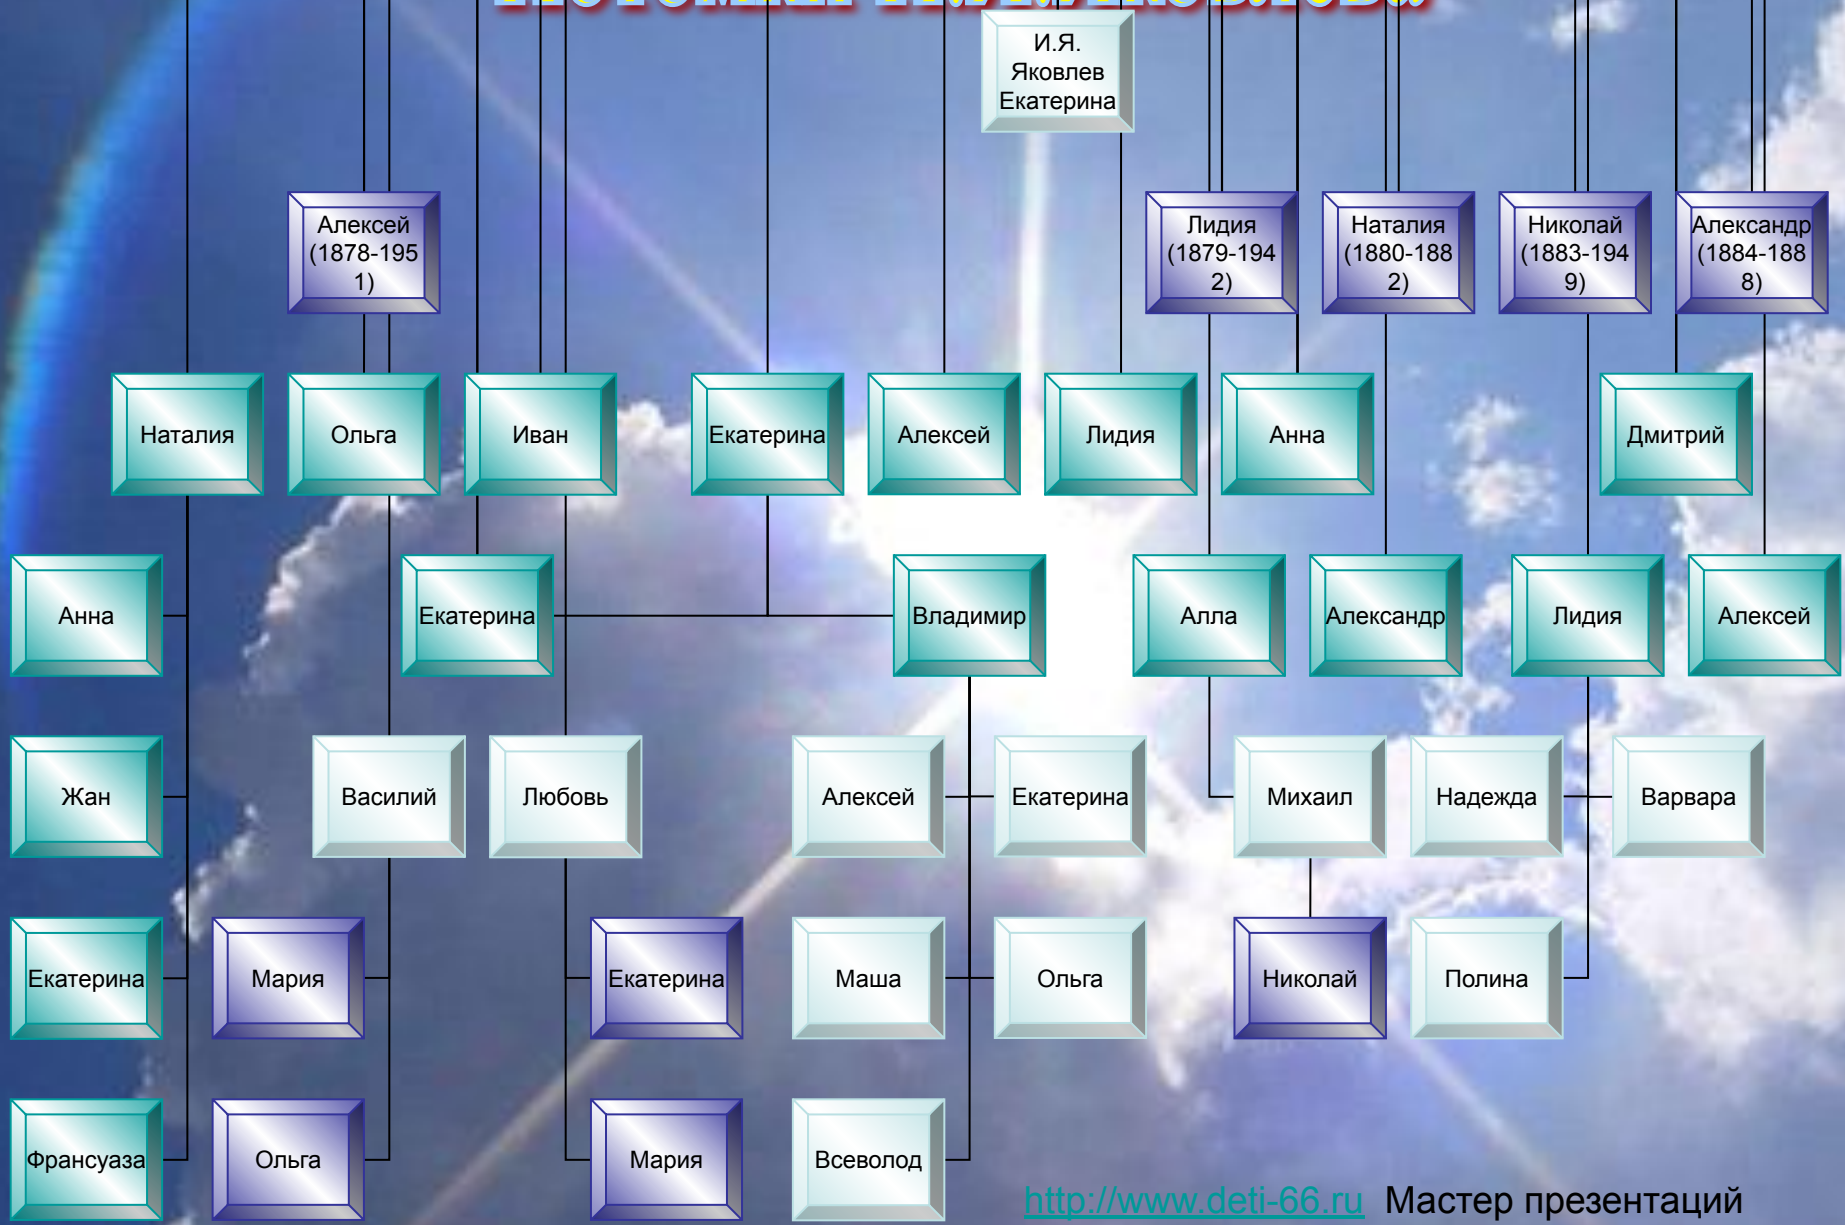 И.Я.
Яковлев
Екатерина
Алексей
(1878-195
1)
Лидия
(1879-194
2)
Наталия
(1880-188
2)
Николай
(1883-194
9)
Александр
(1884-188
8)
Наталия
Ольга
Иван
Екатерина
Алексей
Лидия
Анна
Дмитрий
Анна
Екатерина
Владимир
Алла
Александр
Лидия
Алексей
Жан
Василий
Любовь
Алексей
Екатерина
Михаил
Надежда
Варвара
Екатерина
Мария
Екатерина
Маша
Ольга
Николай
Полина
Франсуаза
Ольга
Мария
Всеволод
http://www.deti-66.ru Мастер презентаций